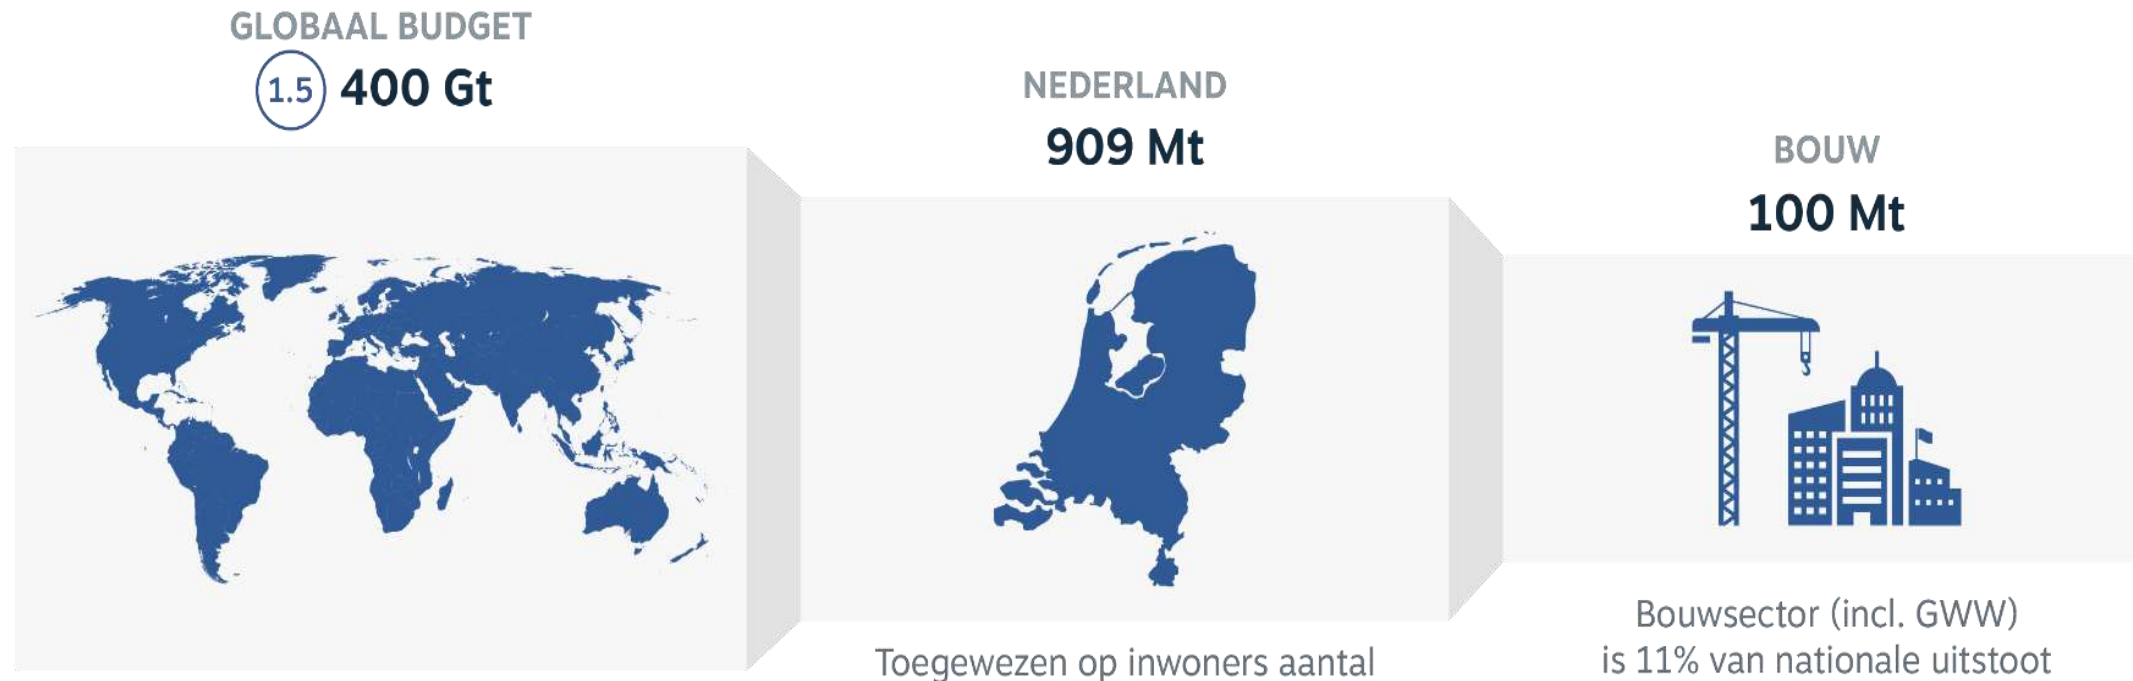 GLOBAAL BUDGET
1.5 400 Gt
NEDERLAND
909 Mt
Toegewezen op inwoners aantal
BOUW
100 Mt
Bouwsector (incl. GWW)
is 11% van nationale uitstoot